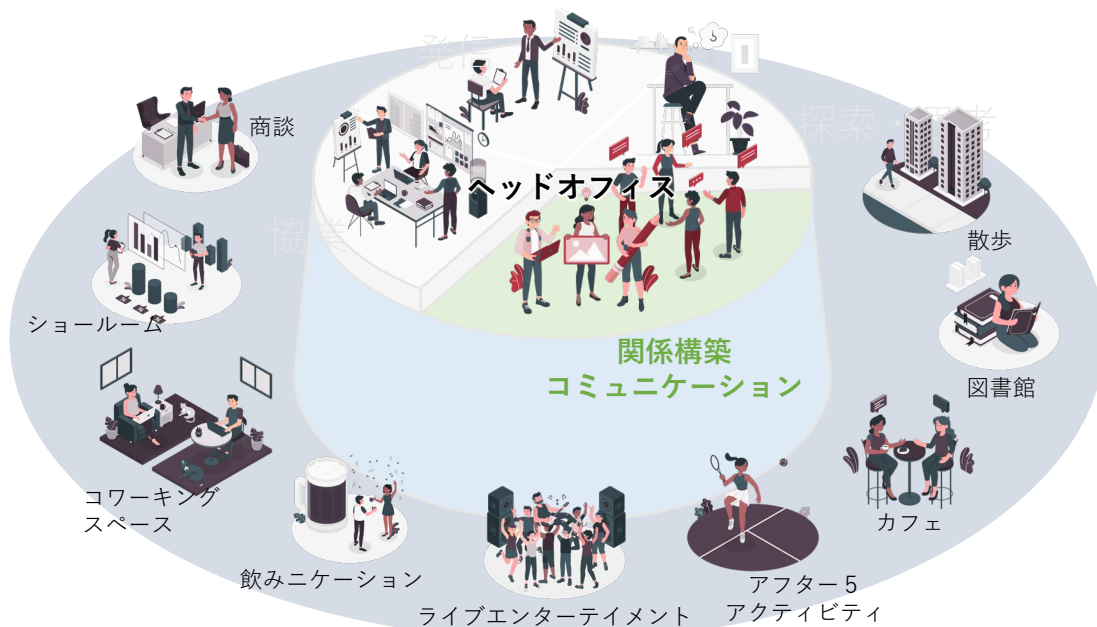 発信
探索・思考
商談
ヘッドオフィス
協業
散歩
ショールーム
関係構築
コミュニケーション
図書館
コワーキング
スペース
カフェ
飲みニケーション
アフター5
アクティビティ
ライブエンターテイメント